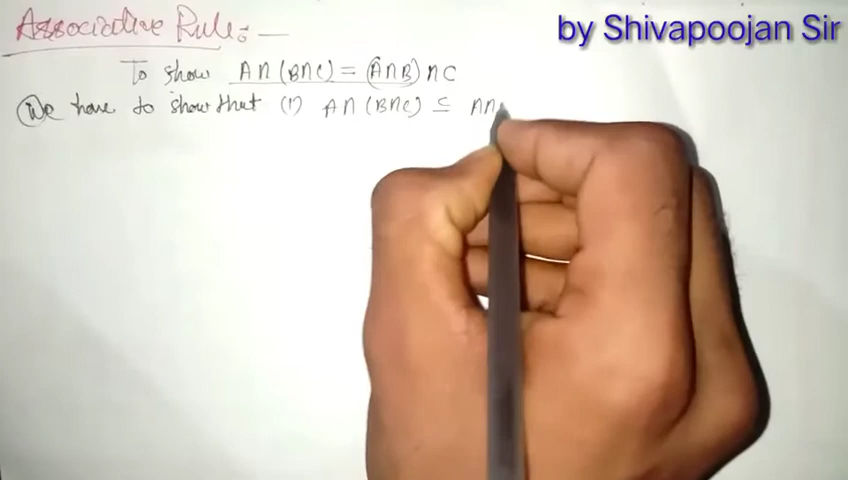 by Shivapoojan Sir
Associative Rule:—
To show A∩(B∩C) = (A∩B)∩C
We have to show that (1) A∩(B∩C) ⊆ A∩